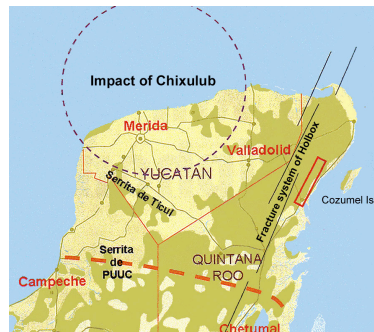 Impact of Chixulub
Merida
Valladolid
YUCATAN
Serrita de Ticul
Fracture system of Holbox
Cozumel Is
Serrita
de
PUUC
QUINTANA
ROO
Campeche
Chetumal